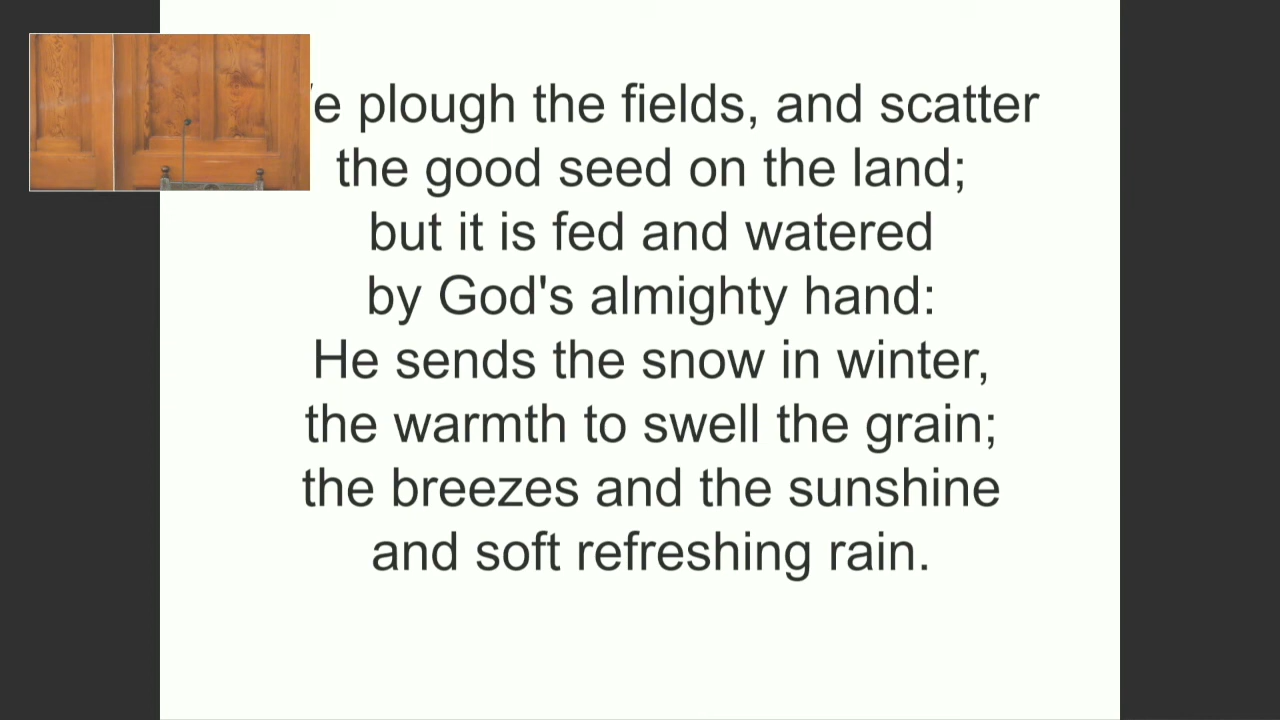 plough the fields, and scatter
the good seed on the land;
but it is fed and watered
by God's almighty hand:
He sends the snow in winter,
the warmth to swell the grain;
the breezes and the sunshine
and soft refreshing rain.